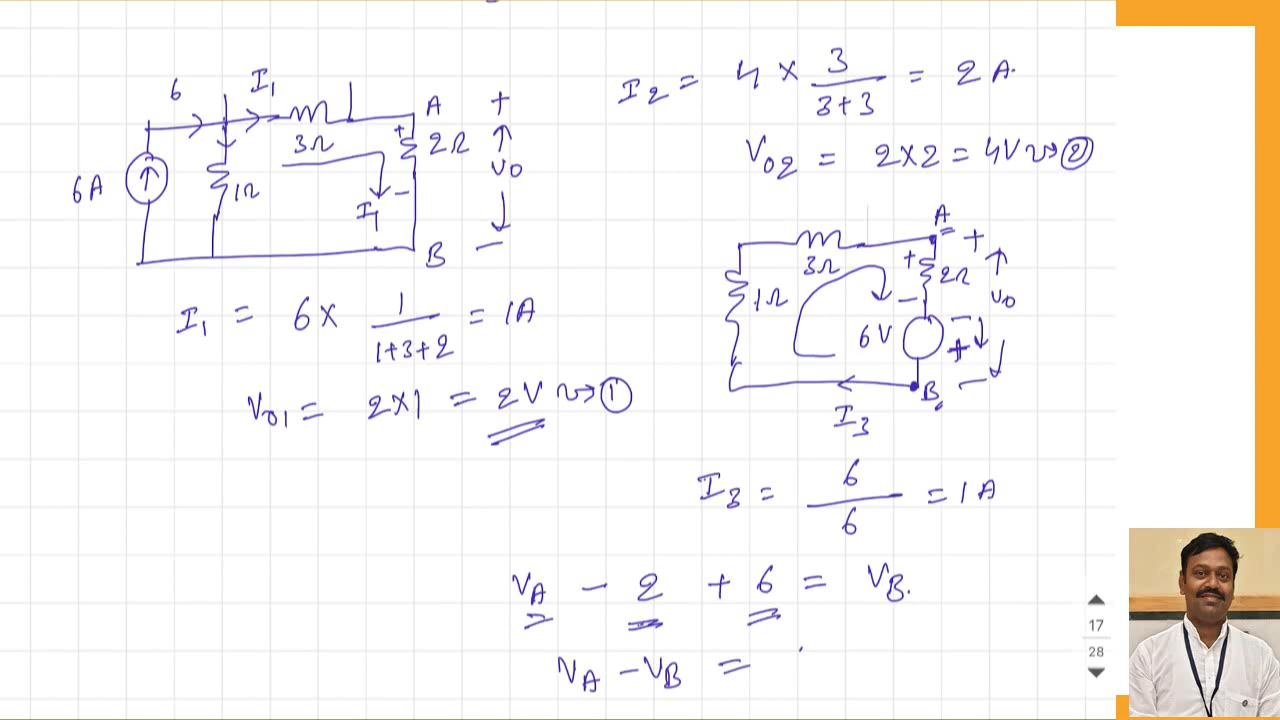 6 I₁
3Ω
A +
+ 2Ω
6A
1Ω
V0
I₁ −
B −
I₁ = 6 × 1/(1+3+2) = 1A
V01 = 2×1 = 2V → ①
I2 = 4 × 3/(3+3) = 2 A.
V02 = 2×2 = 4V → ②
A +
3Ω
+ 2Ω
1Ω
− V0
6V − +
B −
I3
I3 = 6/6 = 1 A
VA − 2 + 6 = VB.
VA − VB =
17
28